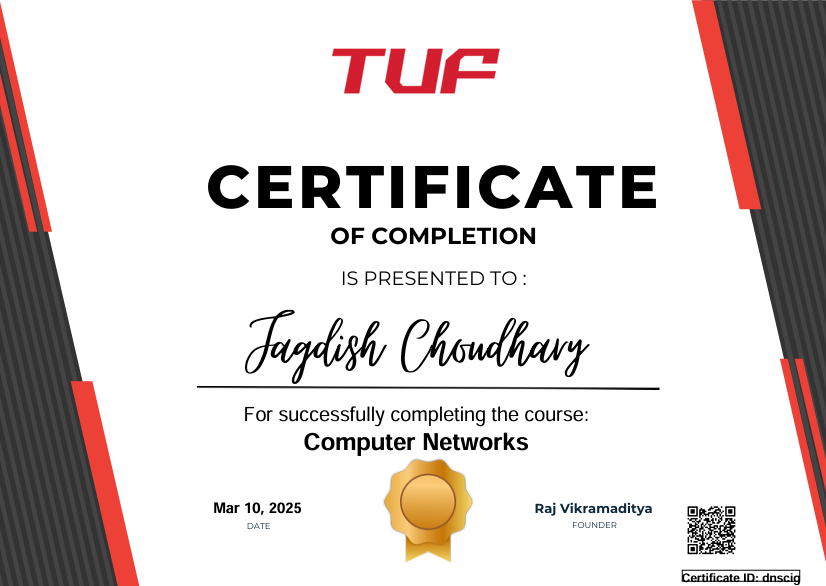 TUF
CERTIFICATE
OF COMPLETION
IS PRESENTED TO :
Jagdish Choudhary
For successfully completing the course:
Computer Networks
Mar 10, 2025
DATE
Raj Vikramaditya
FOUNDER
Certificate ID: dnscig